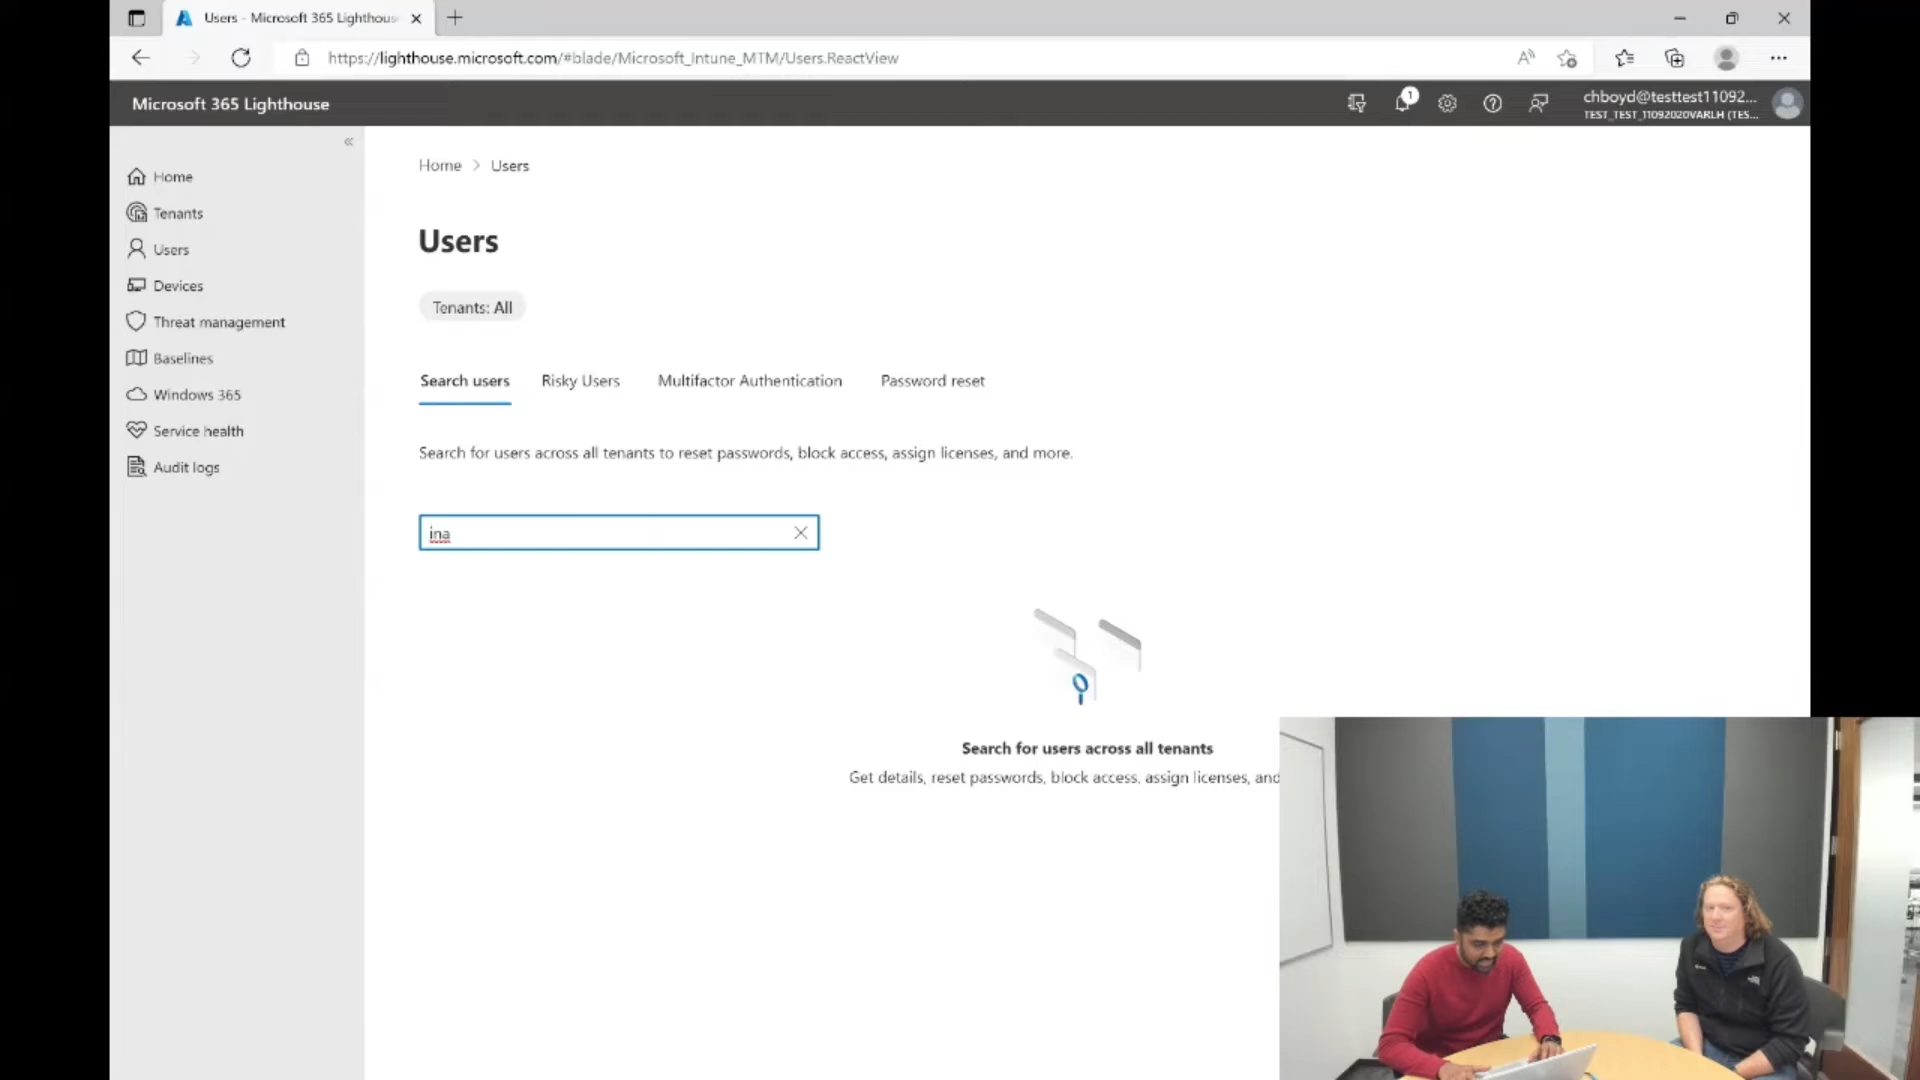 Users - Microsoft 365 Lighthous
https://lighthouse.microsoft.com/#blade/Microsoft_Intune_MTM/Users.ReactView
Microsoft 365 Lighthouse
1
chboyd@testtest11092...
TEST_TEST_11092020VARLH (TES...
Home
Tenants
Users
Devices
Threat management
Baselines
Windows 365
Service health
Audit logs
Home > Users
Users
Tenants: All
Search users
Risky Users
Multifactor Authentication
Password reset
Search for users across all tenants to reset passwords, block access, assign licenses, and more.
ina
Search for users across all tenants
Get details, reset passwords, block access, assign licenses, and